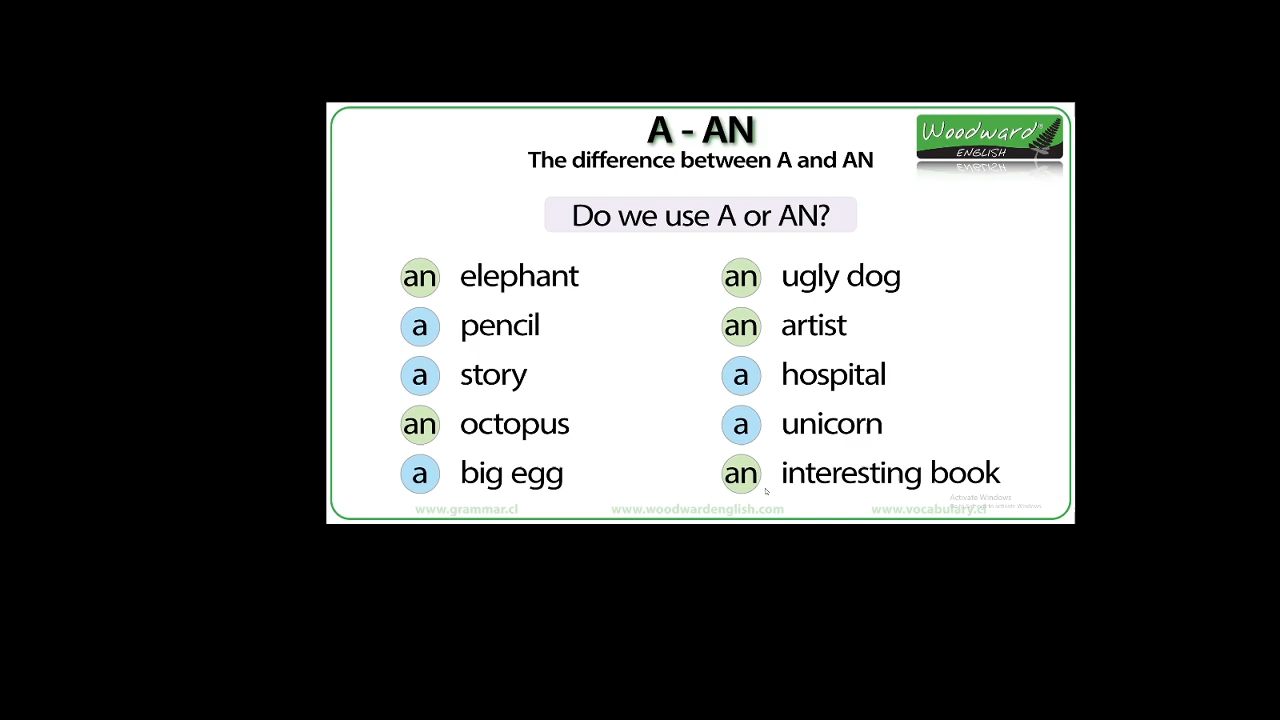 A - AN
Woodward®
ENGLISH
The difference between A and AN
Do we use A or AN?
an elephant
a pencil
a story
an octopus
a big egg
an ugly dog
an artist
a hospital
a unicorn
an interesting book
Activate Windows
www.grammar.cl
www.woodwardenglish.com
www.vocabulary.cl